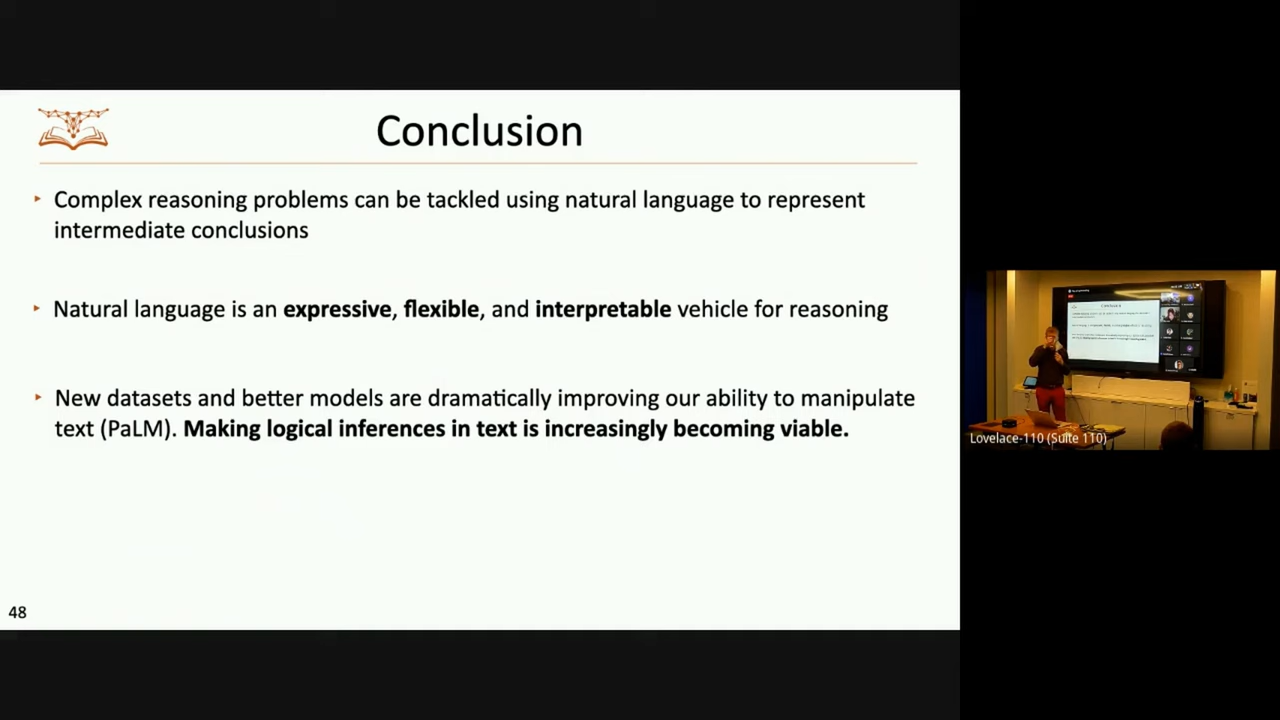 Conclusion
‣ Complex reasoning problems can be tackled using natural language to represent
intermediate conclusions
‣ Natural language is an expressive, flexible, and interpretable vehicle for reasoning
‣ New datasets and better models are dramatically improving our ability to manipulate
text (PaLM). Making logical inferences in text is increasingly becoming viable.
48
Lovelace-110 (Suite 110)